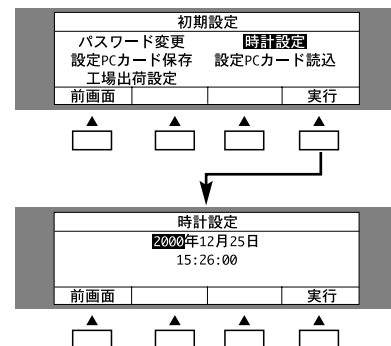 初期設定
パスワード変更 時計設定
設定PCカード保存 設定PCカード読込
工場出荷設定
前画面 実行
時計設定
2000年12月25日
15:26:00
前画面 実行